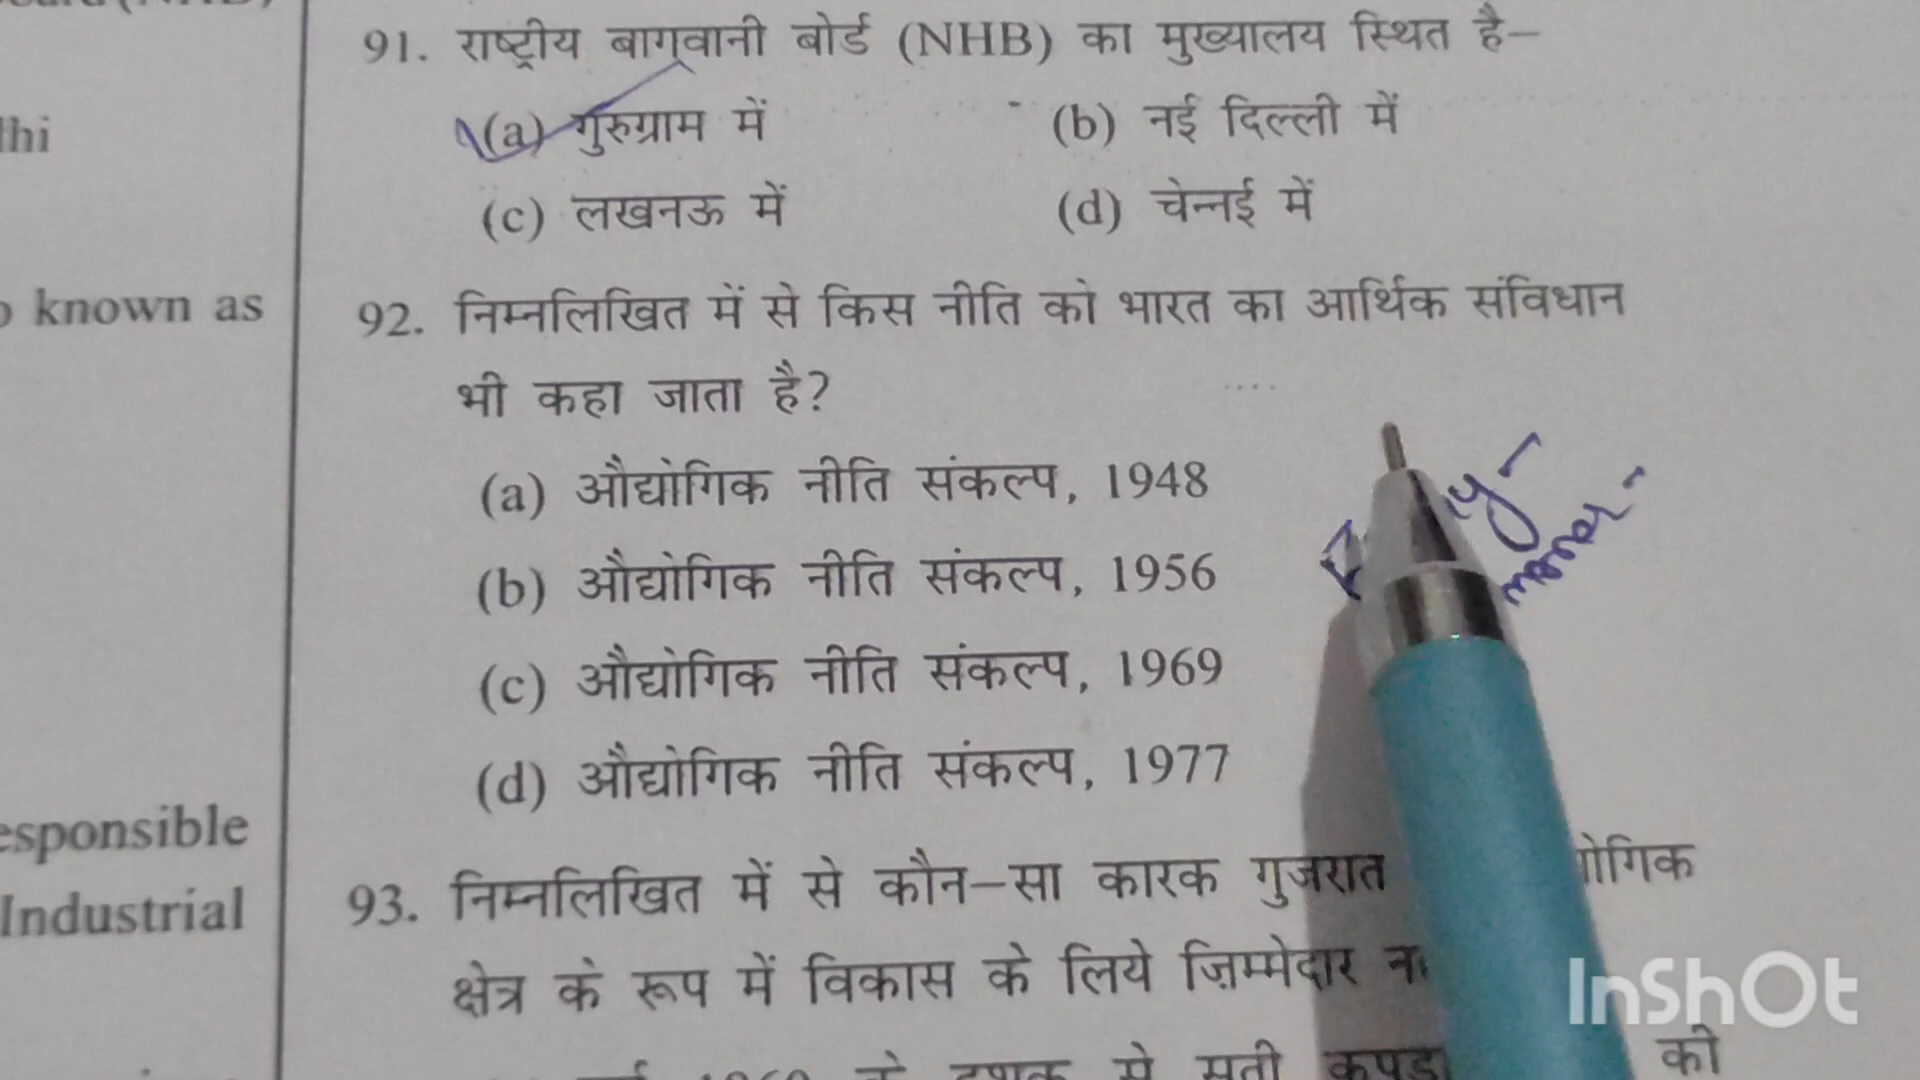 91. राष्ट्रीय बागवानी बोर्ड (NHB) का मुख्यालय स्थित है–
(a) गुरुग्राम में (b) नई दिल्ली में
(c) लखनऊ में (d) चेन्नई में
92. निम्नलिखित में से किस नीति को भारत का आर्थिक संविधान
भी कहा जाता है?
(a) औद्योगिक नीति संकल्प, 1948
(b) औद्योगिक नीति संकल्प, 1956
(c) औद्योगिक नीति संकल्प, 1969
(d) औद्योगिक नीति संकल्प, 1977
93. निम्नलिखित में से कौन–सा कारक गुजरात
क्षेत्र के रूप में विकास के लिये ज़िम्मेदार
known as
Industrial
InShOt